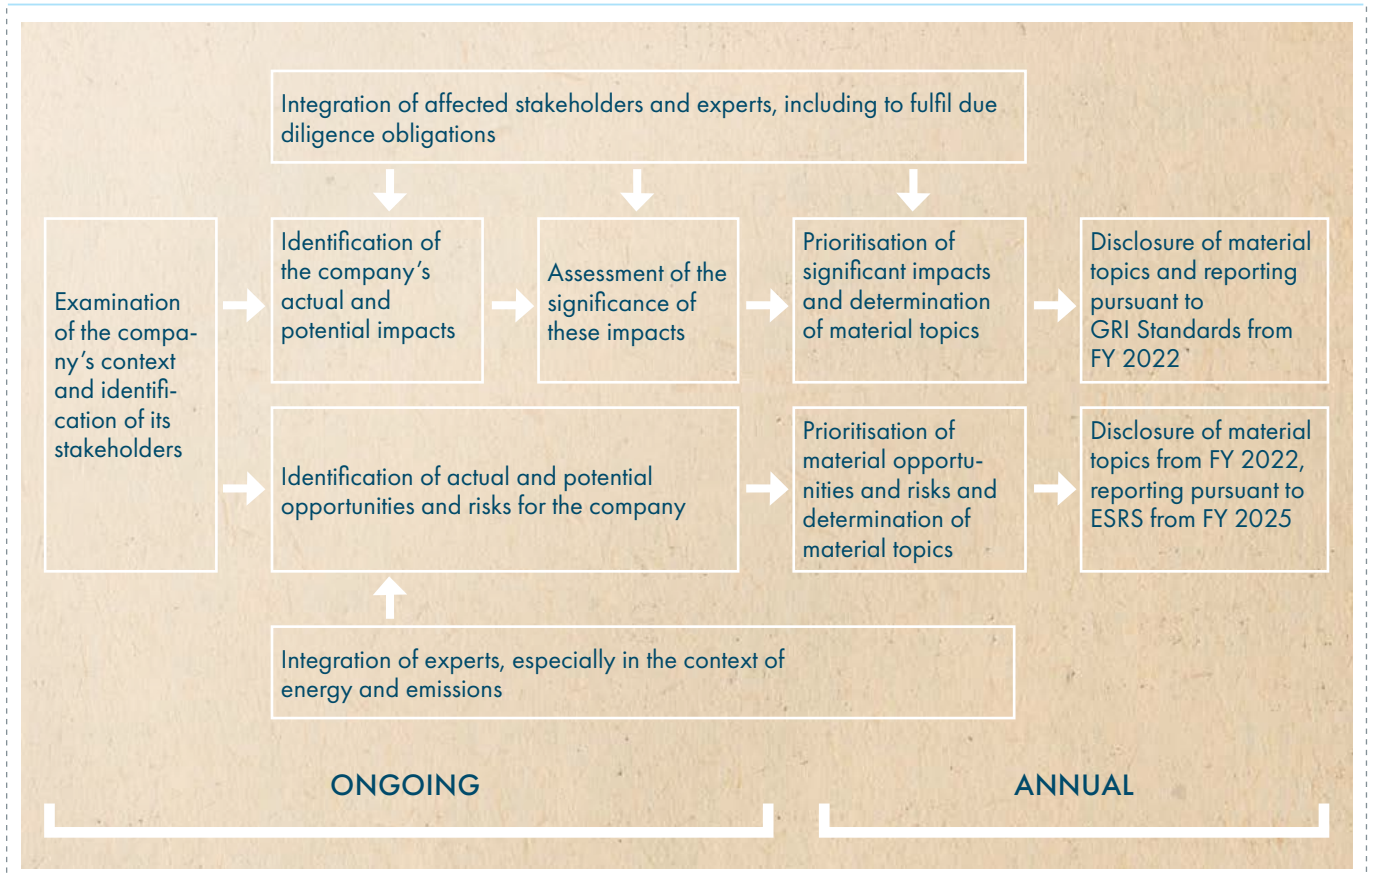 Integration of affected stakeholders and experts, including to fulfil due
diligence obligations
Examination
of the compa-
ny's context
and identifi-
cation of its
stakeholders
Identification of
the company's
actual and
potential impacts
Assessment of the
significance of
these impacts
Prioritisation of
significant impacts
and determination
of material topics
Disclosure of material
topics and reporting
pursuant to
GRI Standards from
FY 2022
Identification of actual and potential
opportunities and risks for the company
Prioritisation of
material opportu-
nities and risks and
determination of
material topics
Disclosure of material
topics from FY 2022,
reporting pursuant to
ESRS from FY 2025
Integration of experts, especially in the context of
energy and emissions
ONGOING
ANNUAL